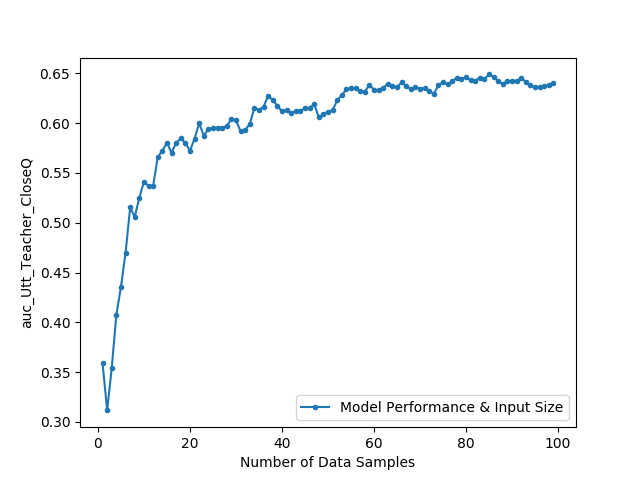 0.65
0.60
0.55
0.50
0.45
0.40
0.35
0.30
auc_Utt_Teacher_CloseQ
Model Performance & Input Size
0 20 40 60 80 100
Number of Data Samples